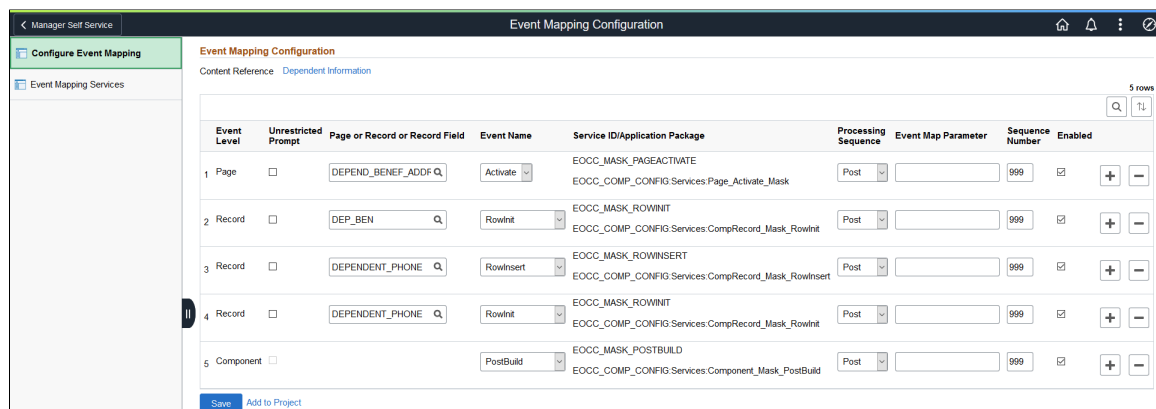 Manager Self Service
Event Mapping Configuration
Configure Event Mapping
Event Mapping Services
Event Mapping Configuration
Content Reference Dependent Information
5 rows
Event Level Unrestricted Prompt Page or Record or Record Field Event Name Service ID/Application Package Processing Sequence Event Map Parameter Sequence Number Enabled
EOCC_MASK_PAGEACTIVATE
1 Page DEPEND_BENEF_ADDR Activate Post 999
EOCC_COMP_CONFIG:Services:Page_Activate_Mask
EOCC_MASK_ROWINIT
2 Record DEP_BEN RowInit Post 999
EOCC_COMP_CONFIG:Services:CompRecord_Mask_RowInit
EOCC_MASK_ROWINSERT
3 Record DEPENDENT_PHONE RowInsert Post 999
EOCC_COMP_CONFIG:Services:CompRecord_Mask_RowInsert
EOCC_MASK_ROWINIT
4 Record DEPENDENT_PHONE RowInit Post 999
EOCC_COMP_CONFIG:Services:CompRecord_Mask_RowInit
EOCC_MASK_POSTBUILD
5 Component PostBuild Post 999
EOCC_COMP_CONFIG:Services:Component_Mask_PostBuild
Save Add to Project